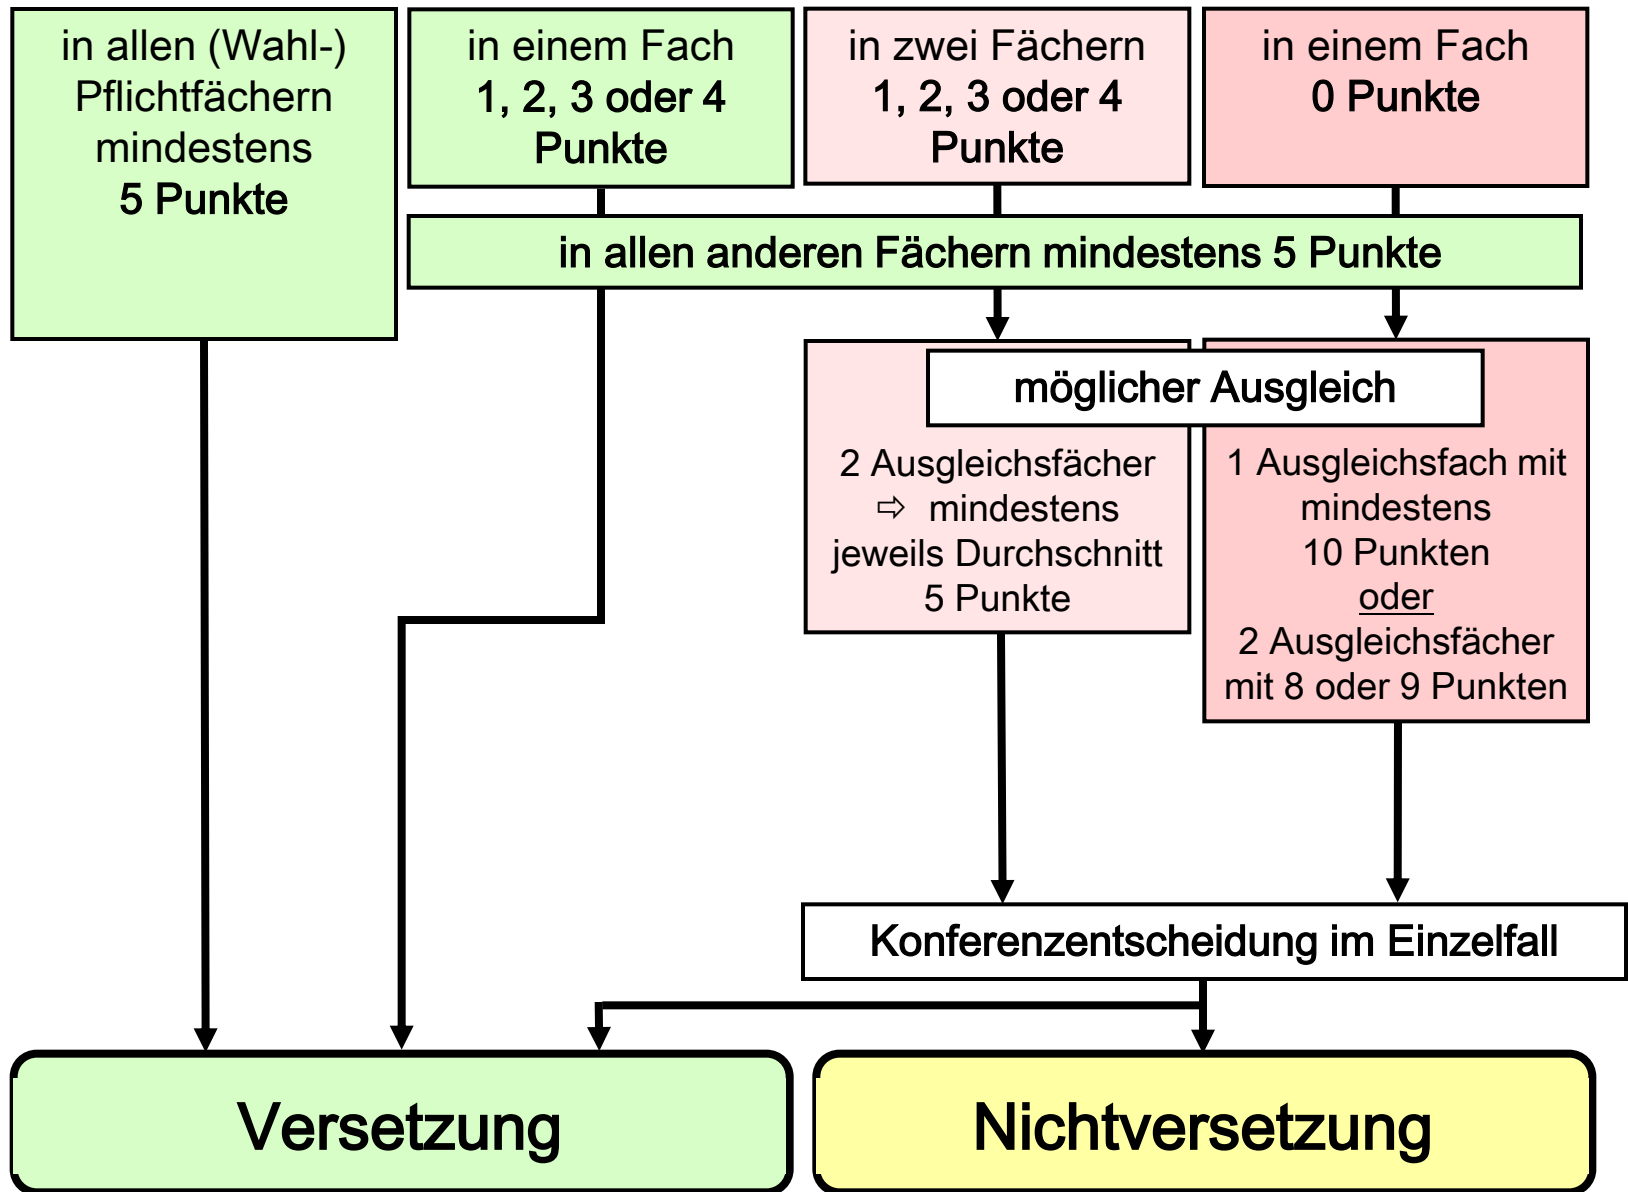 in allen (Wahl-)
Pflichtfächern
mindestens
5 Punkte
in einem Fach
1, 2, 3 oder 4
Punkte
in zwei Fächern
1, 2, 3 oder 4
Punkte
in einem Fach
0 Punkte
in allen anderen Fächern mindestens 5 Punkte
möglicher Ausgleich
2 Ausgleichsfächer
⇨ mindestens
jeweils Durchschnitt
5 Punkte
1 Ausgleichsfach mit
mindestens
10 Punkten
oder
2 Ausgleichsfächer
mit 8 oder 9 Punkten
Konferenzentscheidung im Einzelfall
Versetzung
Nichtversetzung